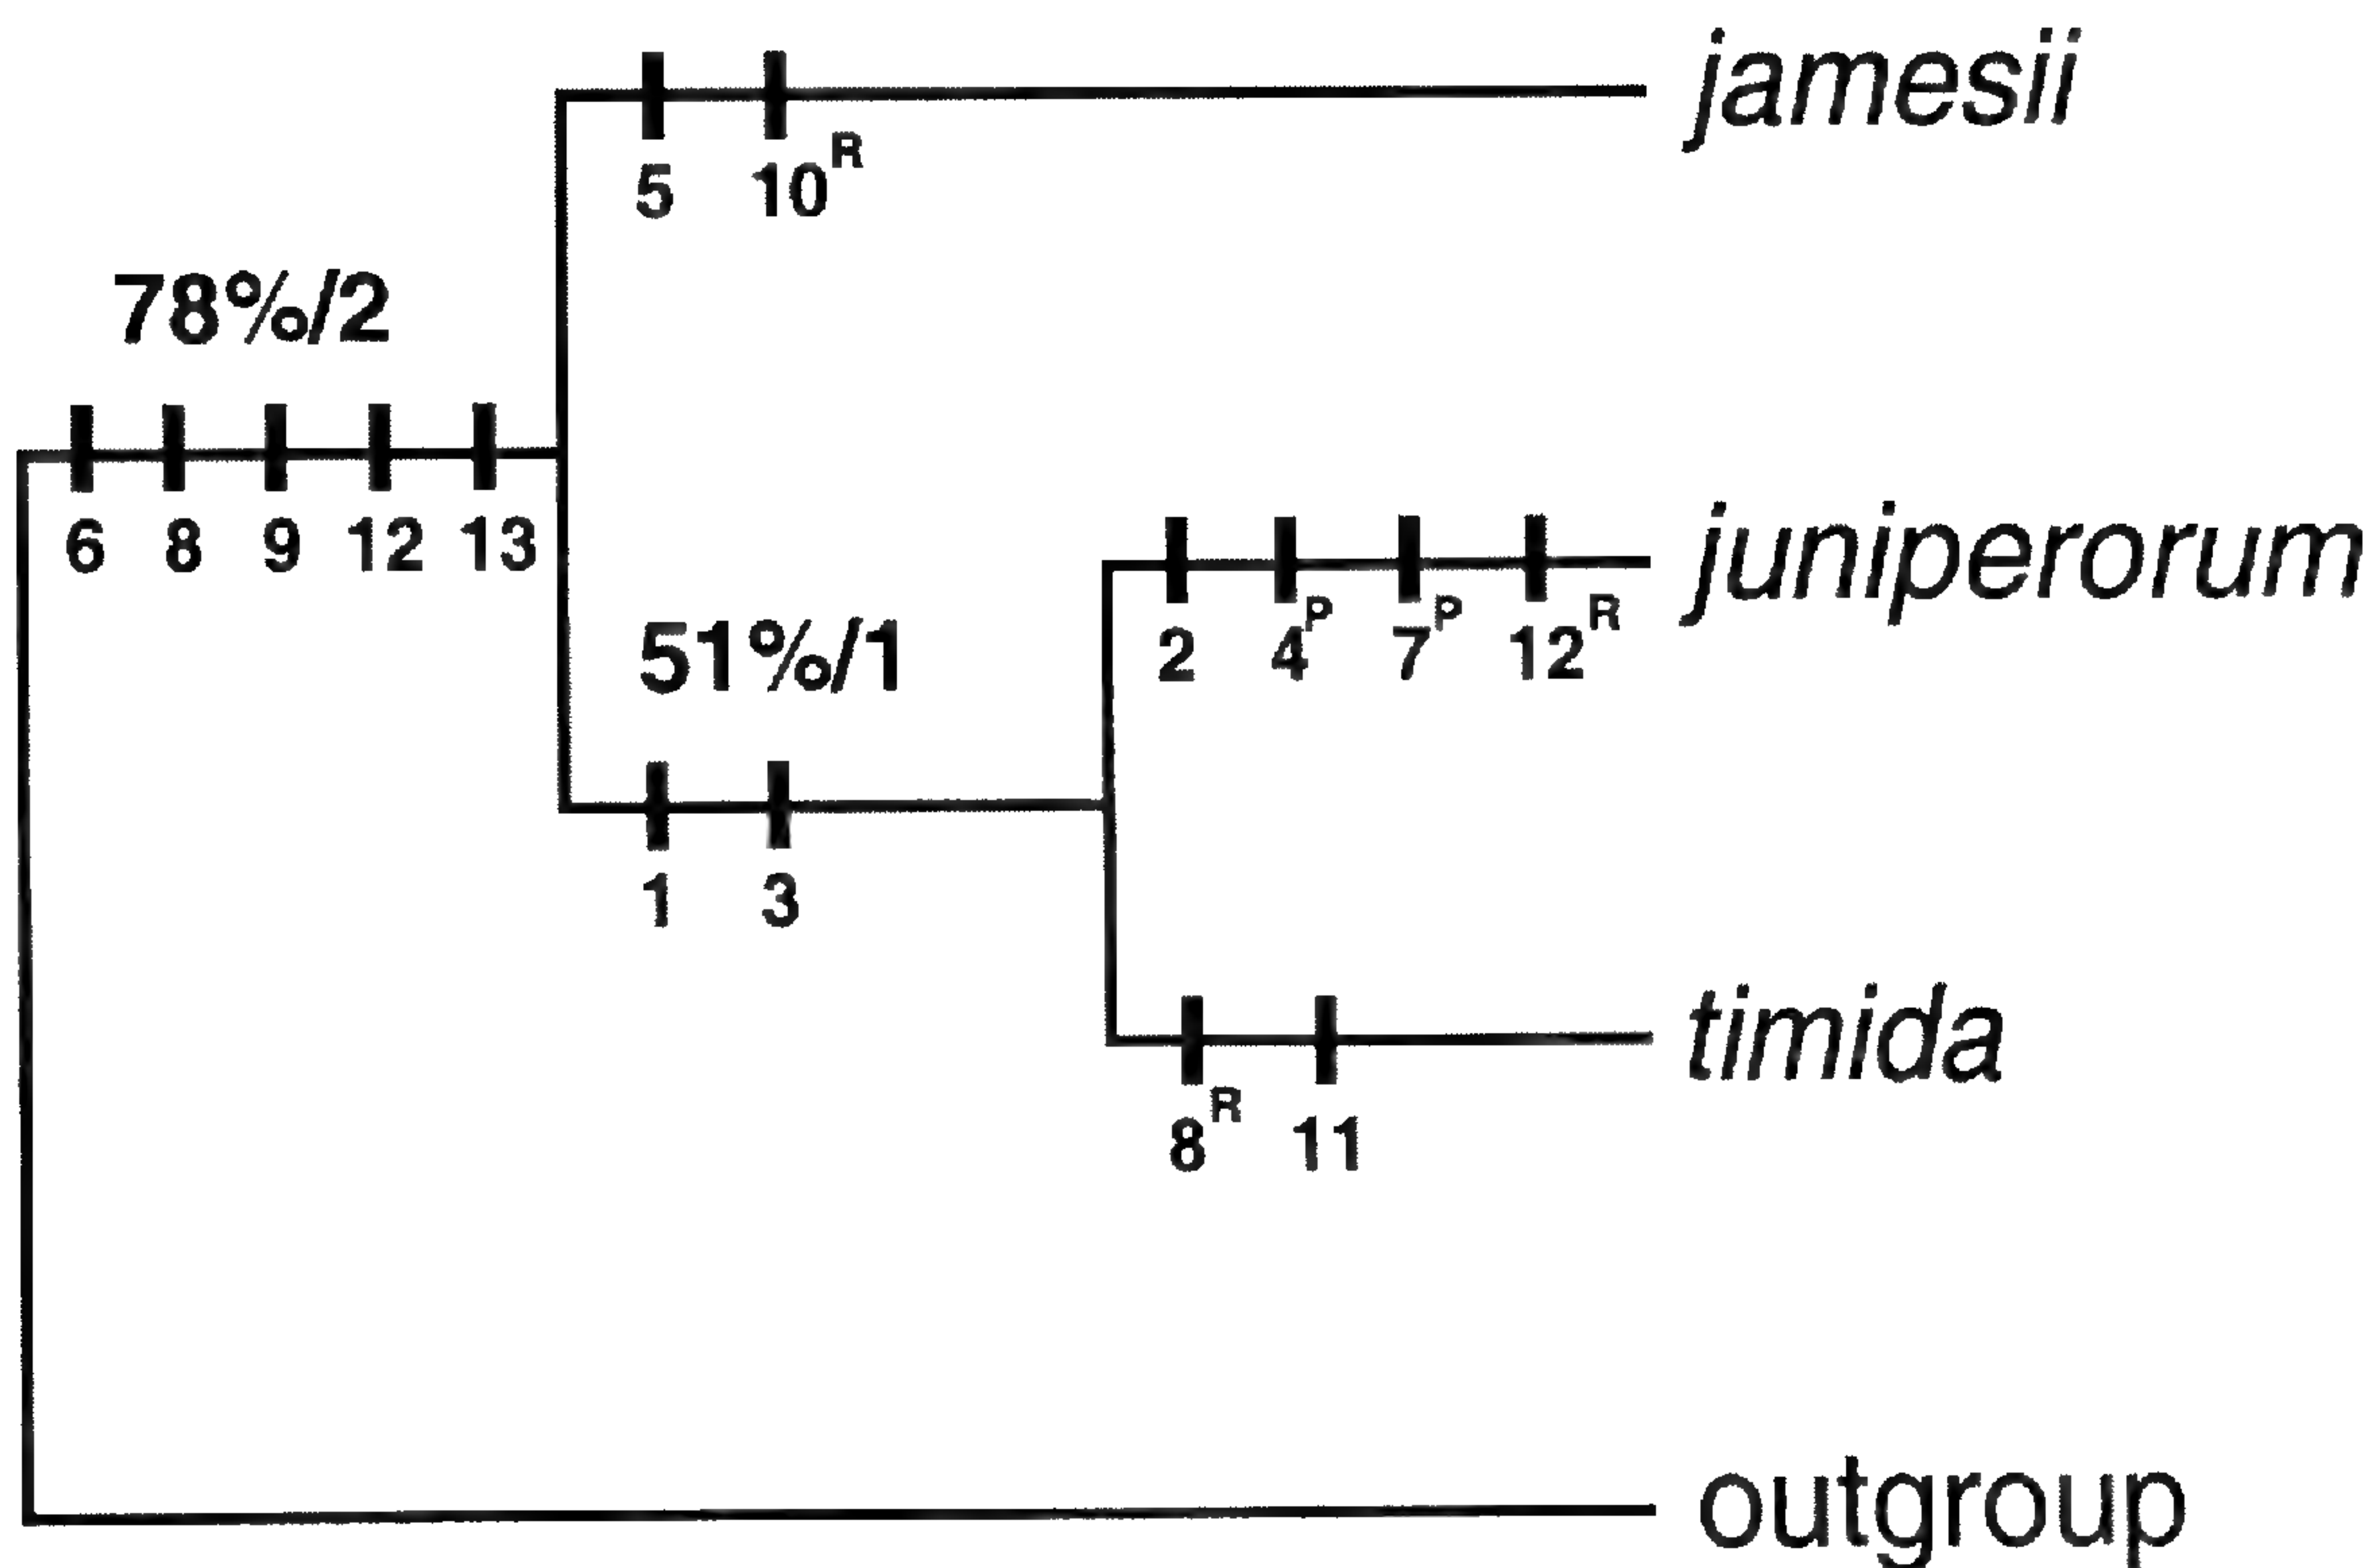 jamesii
5 10R
78%/2
6 8 9 12 13
juniperorum
2 4P 7P 12R
51%/1
1 3
timida
8R 11
outgroup